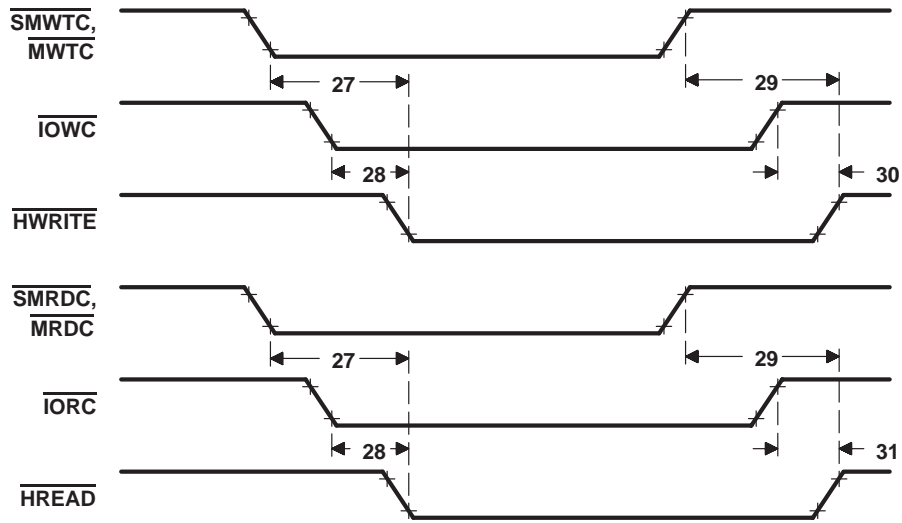 SMWTC,
MWTC
27
29
IOWC
28
30
HWRITE
SMRDC,
MRDC
27
29
IORC
28
31
HREAD